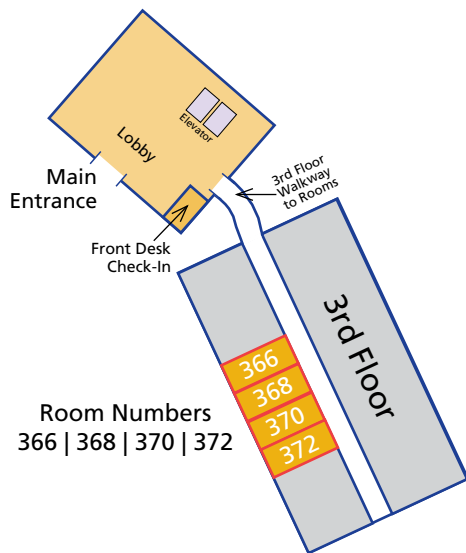 Elevator
Lobby
Main
Entrance
3rd Floor
Walkway
to Rooms
Front Desk
Check-In
3rd Floor
366
368
370
372
Room Numbers
366 | 368 | 370 | 372